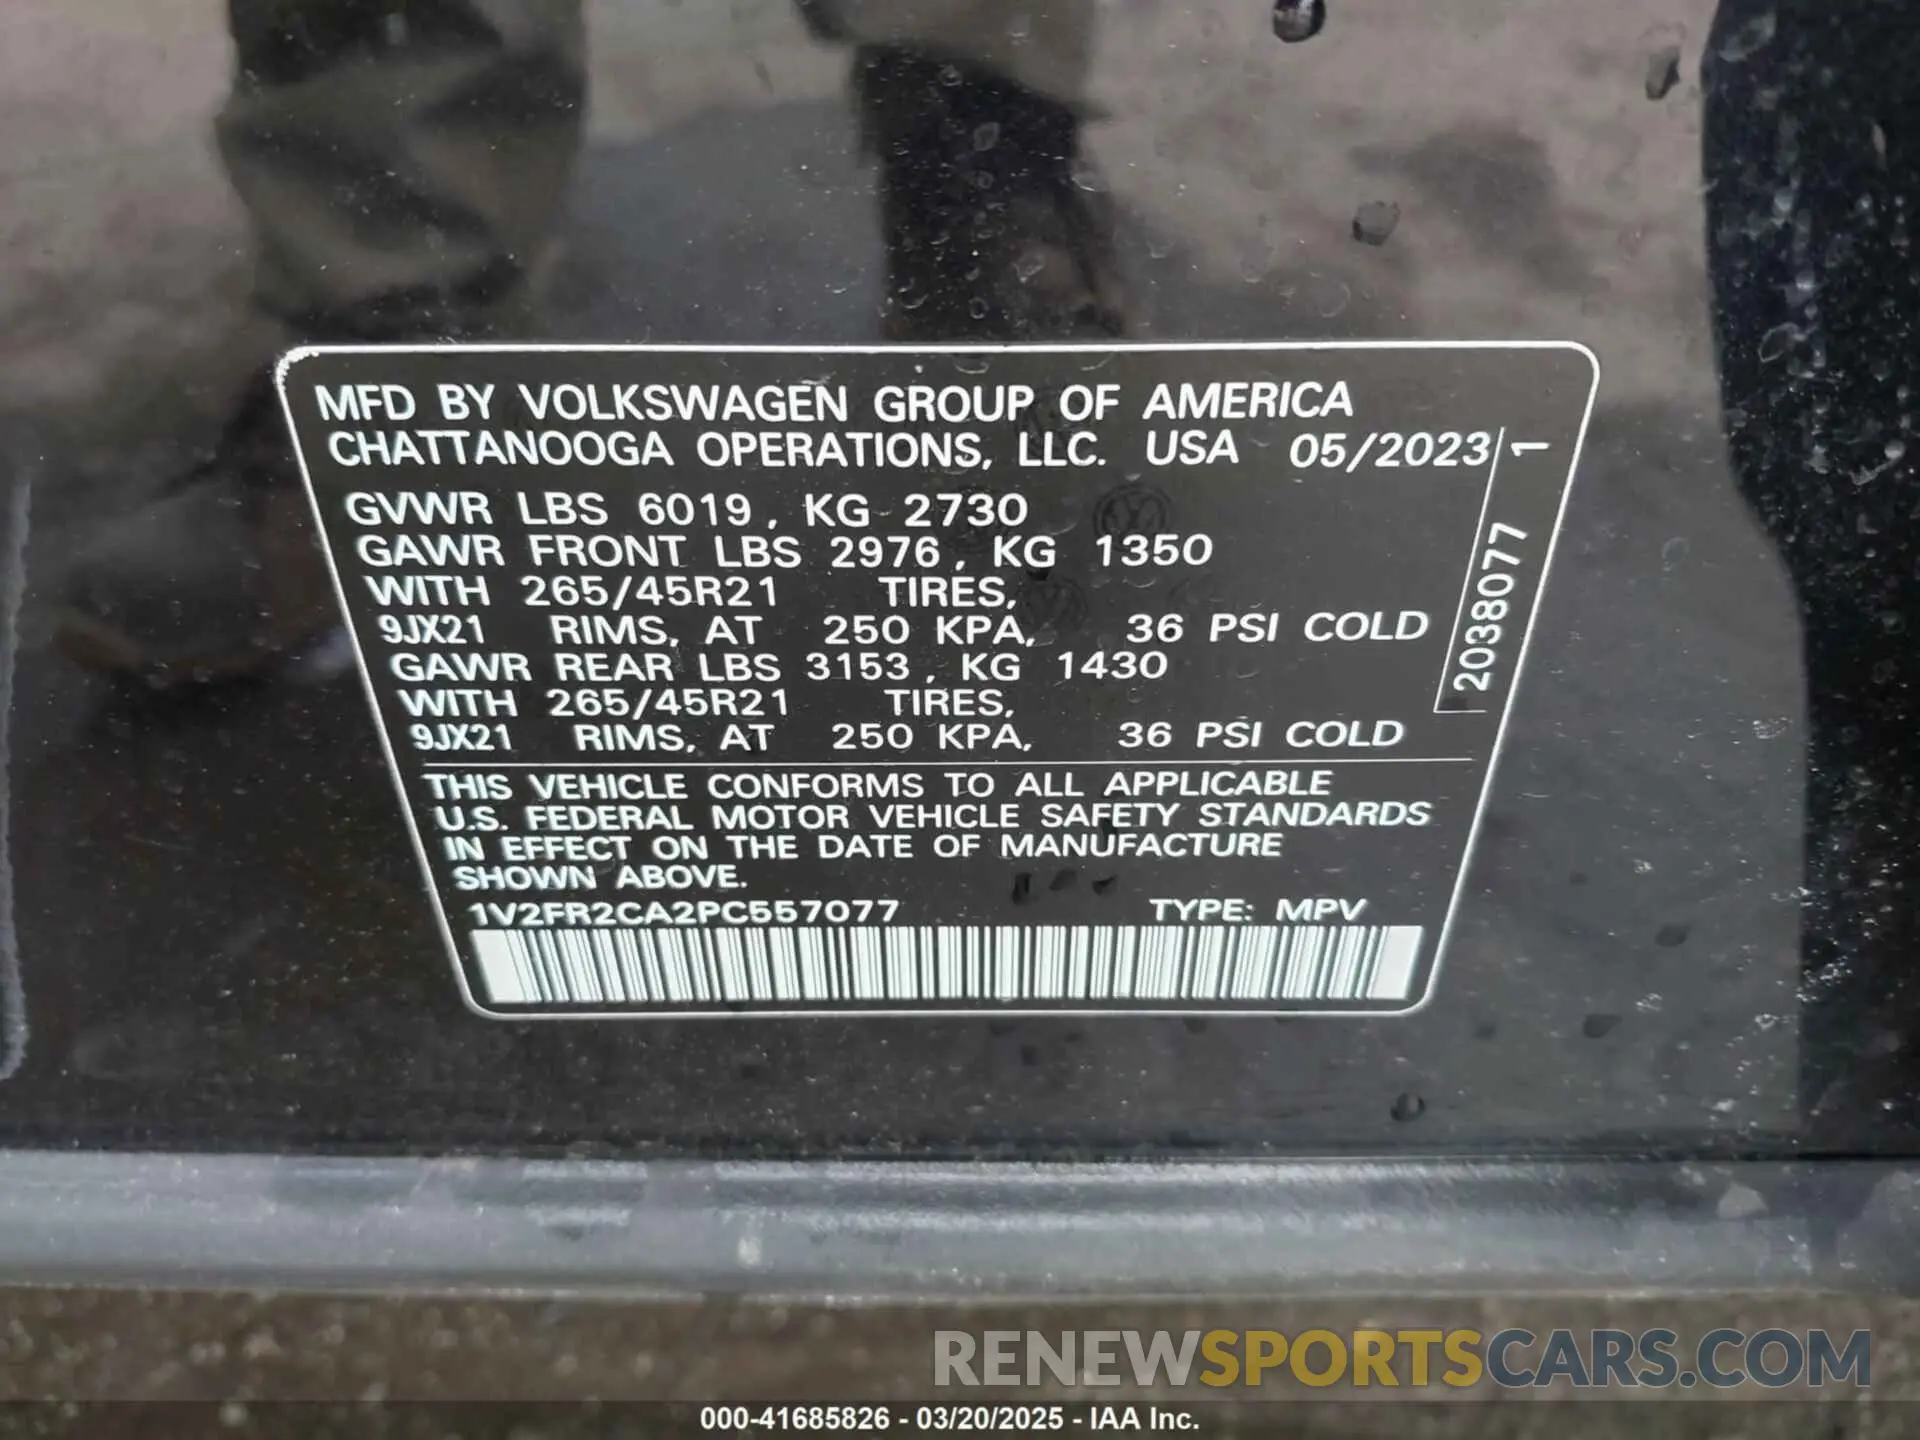 MFD BY VOLKSWAGEN GROUP OF AMERICA
CHATTANOOGA OPERATIONS, LLC. USA 05/2023
GVWR LBS 6019, KG 2730
GAWR FRONT LBS 2976, KG 1350
WITH 265/45R21 TIRES,
9JX21 RIMS, AT 250 KPA, 36 PSI COLD
GAWR REAR LBS 3153, KG 1430
WITH 265/45R21 TIRES,
9JX21 RIMS, AT 250 KPA, 36 PSI COLD
2038077 1
THIS VEHICLE CONFORMS TO ALL APPLICABLE
U.S. FEDERAL MOTOR VEHICLE SAFETY STANDARDS
IN EFFECT ON THE DATE OF MANUFACTURE
SHOWN ABOVE.
1V2FR2CA2PC557077 TYPE: MPV
RENEWSPORTSCARS.COM
000-41685826 - 03/20/2025 - IAA Inc.